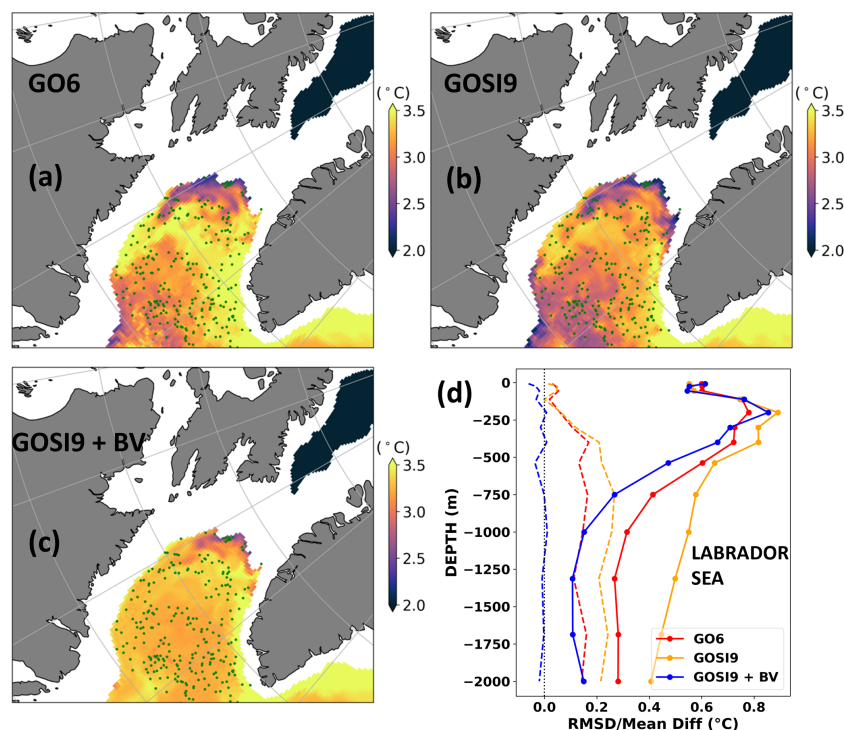 GO6
(°C)
3.5
3.0
2.5
2.0
(a)
GOSI9
(°C)
3.5
3.0
2.5
2.0
(b)
GOSI9 + BV
(°C)
3.5
3.0
2.5
2.0
(c)
(d)
0
−250
−500
−750
−1000
−1250
−1500
−1750
−2000
DEPTH (m)
LABRADOR
SEA
GO6
GOSI9
GOSI9 + BV
0.0 0.2 0.4 0.6 0.8
RMSD/Mean Diff (°C)